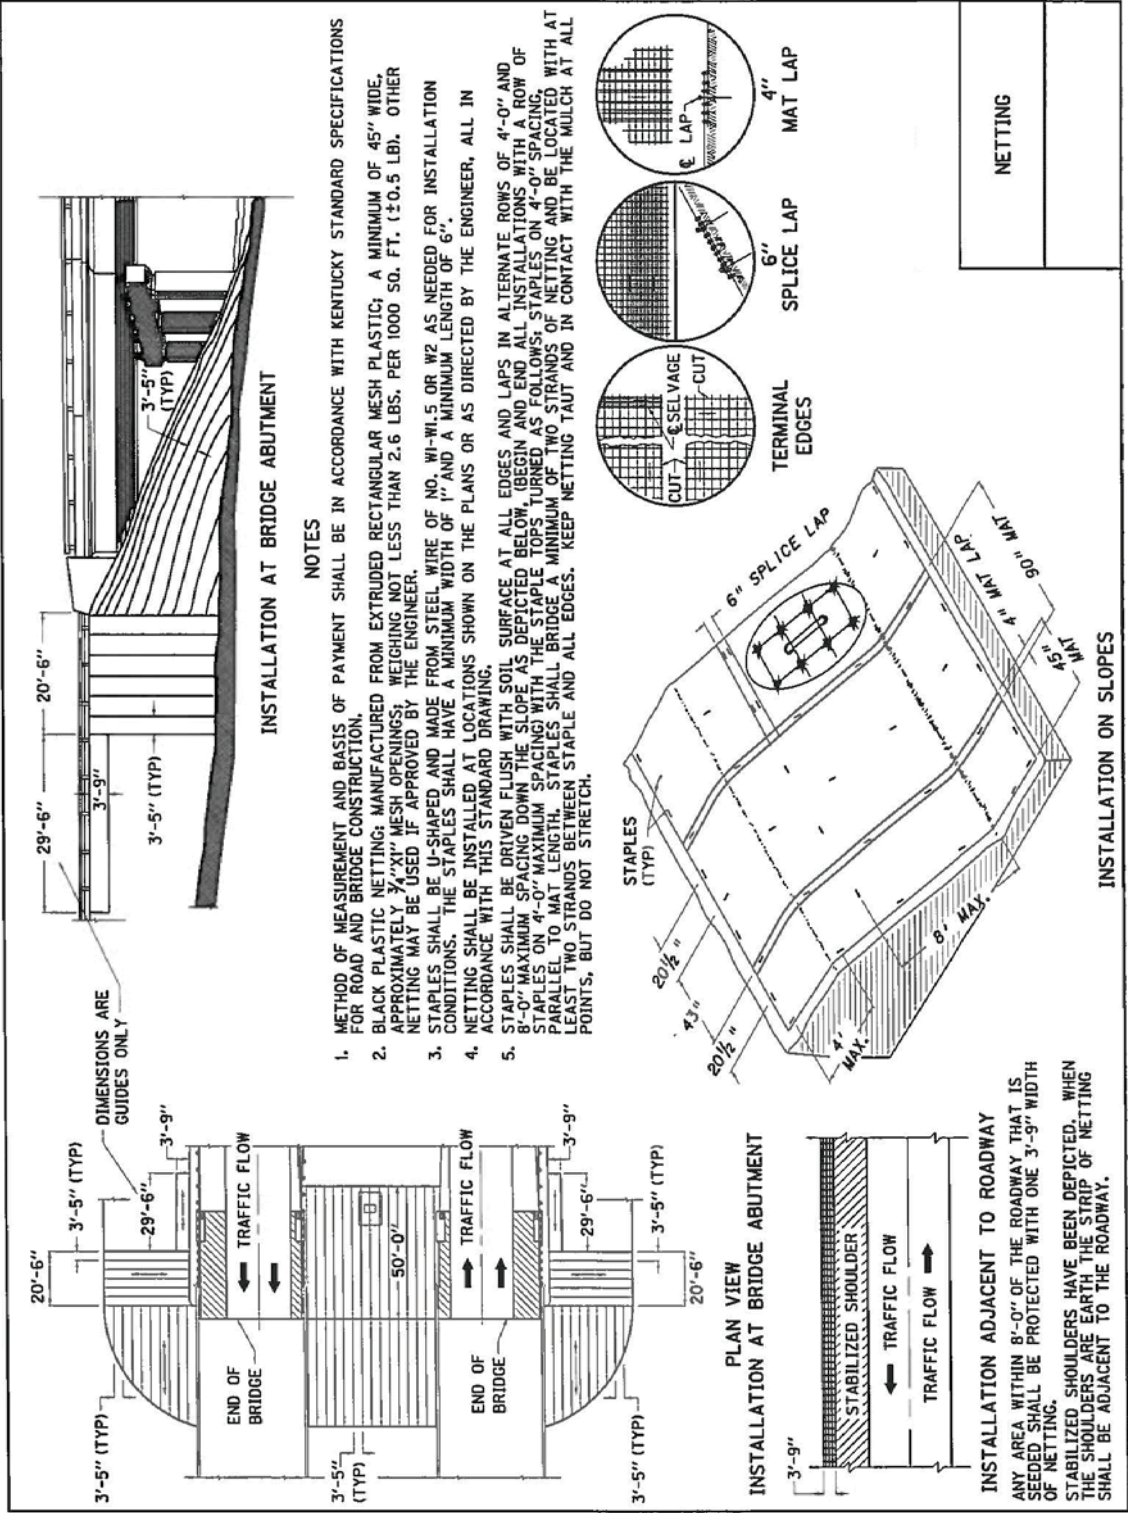 29'-6"
20'-6"
3'-9"
3'-5" (TYP)
3'-5"
(TYP)
INSTALLATION AT BRIDGE ABUTMENT
DIMENSIONS ARE
GUIDES ONLY
20'-6"
3'-5" (TYP)
29'-6"
3'-9"
3'-5" (TYP)
END OF
BRIDGE
TRAFFIC FLOW
3'-5"
(TYP)
50'-0"
END OF
BRIDGE
TRAFFIC FLOW
3'-5" (TYP)
20'-6"
29'-6"
3'-9"
3'-5" (TYP)
PLAN VIEW
INSTALLATION AT BRIDGE ABUTMENT
NOTES
1. METHOD OF MEASUREMENT AND BASIS OF PAYMENT SHALL BE IN ACCORDANCE WITH KENTUCKY STANDARD SPECIFICATIONS
FOR ROAD AND BRIDGE CONSTRUCTION.
2. BLACK PLASTIC NETTING: MANUFACTURED FROM EXTRUDED RECTANGULAR MESH PLASTIC; A MINIMUM OF 45" WIDE,
APPROXIMATELY ¾"X1" MESH OPENINGS; WEIGHING NOT LESS THAN 2.6 LBS. PER 1000 SQ. FT. (±0.5 LB). OTHER
NETTING MAY BE USED IF APPROVED BY THE ENGINEER.
3. STAPLES SHALL BE U-SHAPED AND MADE FROM STEEL WIRE OF NO. W1-W1.5 OR W2 AS NEEDED FOR INSTALLATION
CONDITIONS. THE STAPLES SHALL HAVE A MINIMUM WIDTH OF 1" AND A MINIMUM LENGTH OF 6".
4. NETTING SHALL BE INSTALLED AT LOCATIONS SHOWN ON THE PLANS OR AS DIRECTED BY THE ENGINEER, ALL IN
ACCORDANCE WITH THIS STANDARD DRAWING.
5. STAPLES SHALL BE DRIVEN FLUSH WITH SOIL SURFACE AT ALL EDGES AND LAPS IN ALTERNATE ROWS OF 4'-0" AND
8'-0" MAXIMUM SPACING DOWN THE SLOPE AS DEPICTED BELOW. (BEGIN AND END ALL INSTALLATIONS WITH A ROW OF
STAPLES ON 4'-0" MAXIMUM SPACING) WITH THE STAPLE TOPS TURNED AS FOLLOWS: STAPLES ON 4'-0" SPACING,
PARALLEL TO MAT LENGTH. STAPLES SHALL BRIDGE A MINIMUM OF TWO STRANDS OF NETTING AND BE LOCATED WITH AT
LEAST TWO STRANDS BETWEEN STAPLE AND ALL EDGES. KEEP NETTING TAUT AND IN CONTACT WITH THE MULCH AT ALL
POINTS, BUT DO NOT STRETCH.
3'-9"
STABILIZED SHOULDER
TRAFFIC FLOW
TRAFFIC FLOW
INSTALLATION ADJACENT TO ROADWAY
ANY AREA WITHIN 8'-0" OF THE ROADWAY THAT IS
SEEDED SHALL BE PROTECTED WITH ONE 3'-9" WIDTH
OF NETTING.
STABILIZED SHOULDERS HAVE BEEN DEPICTED. WHEN
THE SHOULDERS ARE EARTH THE STRIP OF NETTING
SHALL BE ADJACENT TO THE ROADWAY.
STAPLES
(TYP)
20½"
43"
20½"
4'
MAX.
8' MAX.
6" SPLICE LAP
45"
MAT
4" MAT LAP
90" MAT
INSTALLATION ON SLOPES
CUT
℄ SELVAGE
CUT
TERMINAL
EDGES
6"
SPLICE LAP
℄ LAP
4"
MAT LAP
NETTING